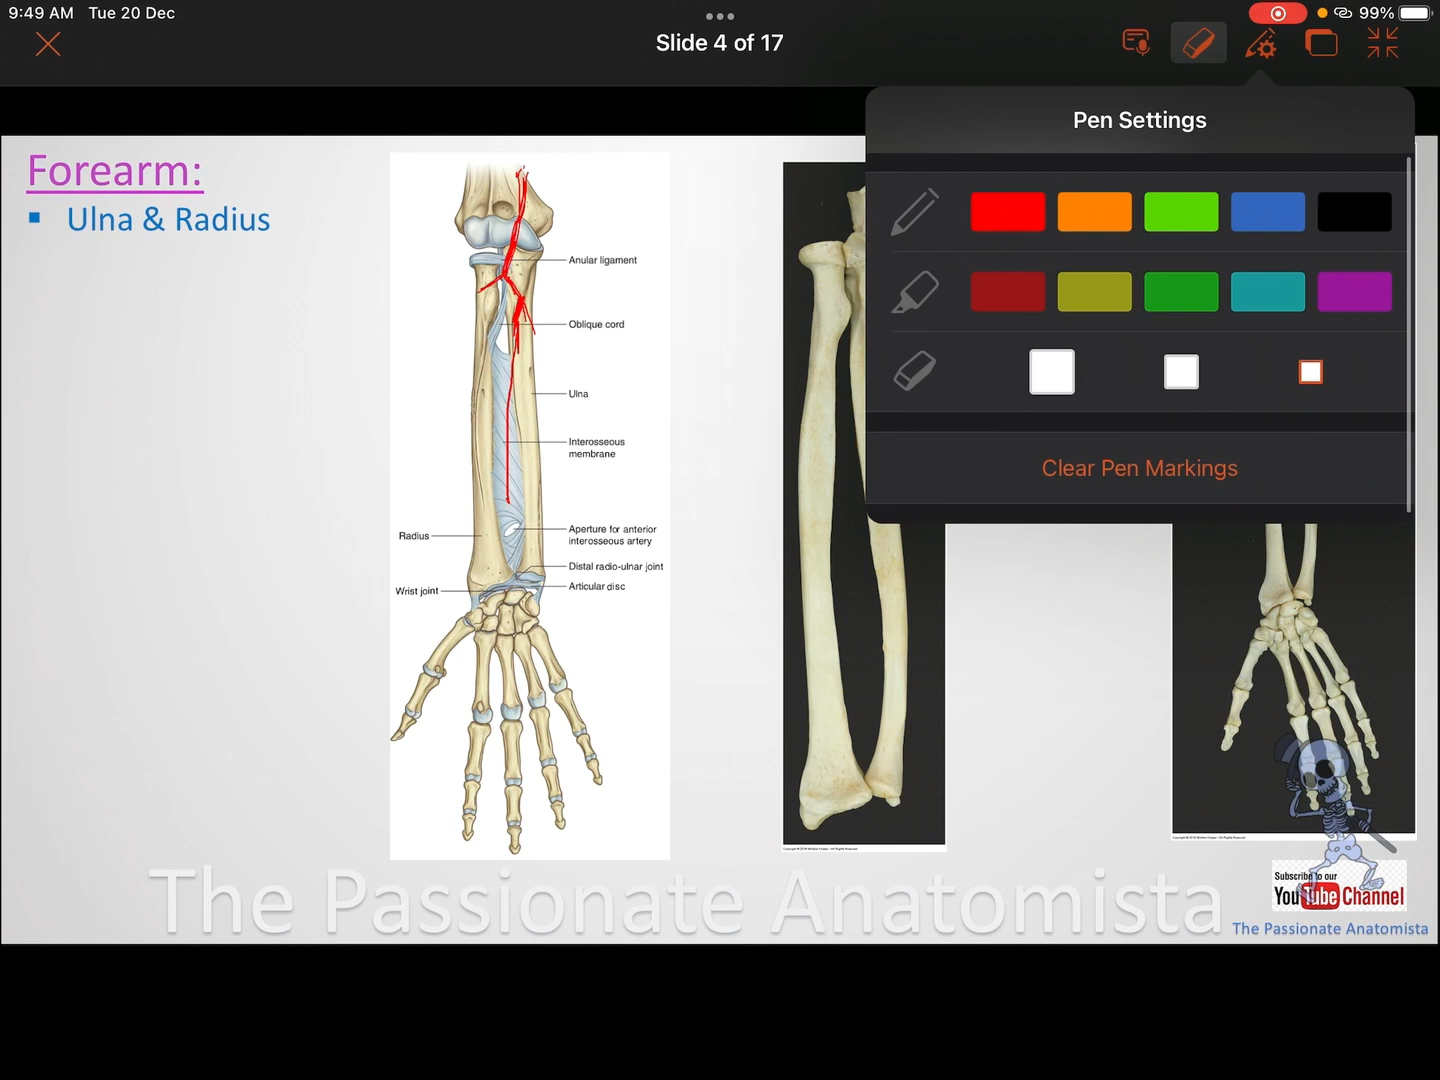 9:49 AM Tue 20 Dec
99%
Slide 4 of 17
Pen Settings
Clear Pen Markings
Forearm:
Ulna & Radius
Anular ligament
Oblique cord
Ulna
Interosseous
membrane
Radius
Aperture for anterior
interosseous artery
Distal radio-ulnar joint
Wrist joint
Articular disc
The Passionate Anatomista
Subscribe to our
YouTube Channel
The Passionate Anatomista